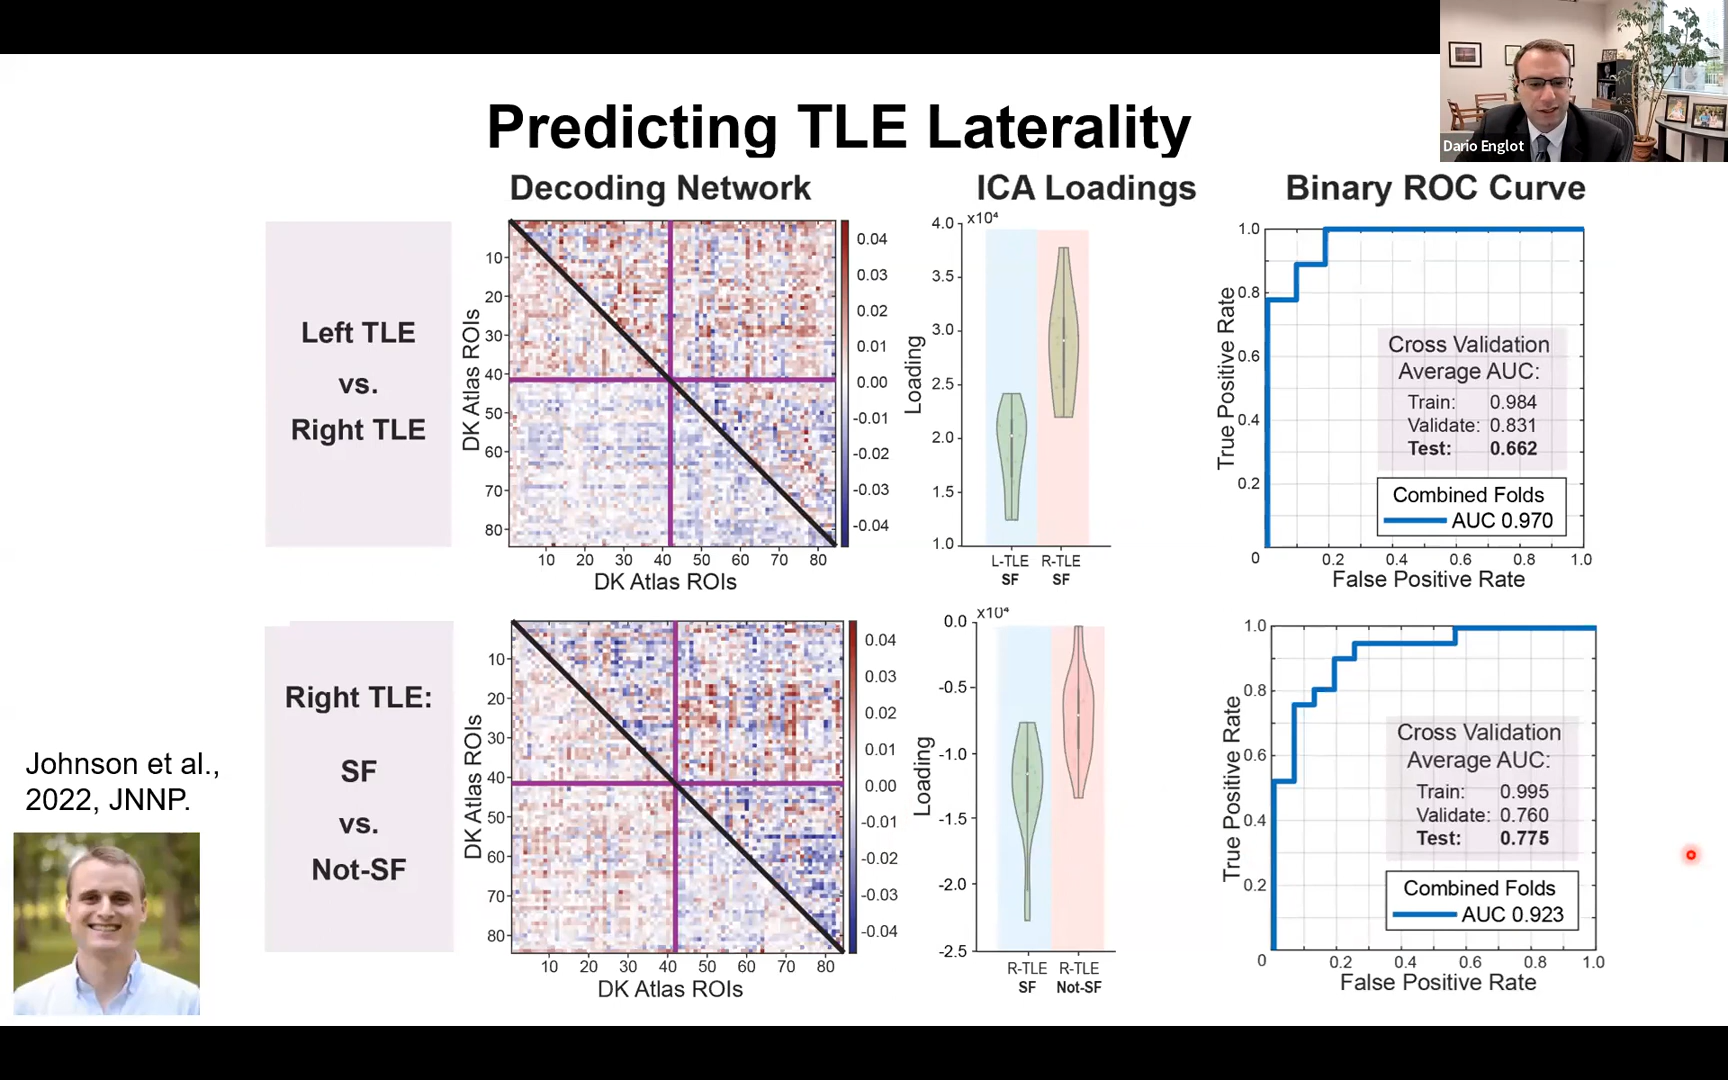 Dario Englot
Predicting TLE Laterality
Decoding Network
ICA Loadings
Binary ROC Curve
Left TLE
vs.
Right TLE
DK Atlas ROIs
10
20
30
40
50
60
70
80
10 20 30 40 50 60 70 80
DK Atlas ROIs
0.04
0.03
0.02
0.01
0.00
-0.01
-0.02
-0.03
-0.04
x10⁴
Loading
4.0
3.5
3.0
2.5
2.0
1.5
1.0
L-TLE R-TLE
SF SF
True Positive Rate
1.0
0.8
0.6
0.4
0.2
0 0.2 0.4 0.6 0.8 1.0
False Positive Rate
Cross Validation
Average AUC:
Train: 0.984
Validate: 0.831
Test: 0.662
Combined Folds
AUC 0.970
Right TLE:
SF
vs.
Not-SF
DK Atlas ROIs
10
20
30
40
50
60
70
80
10 20 30 40 50 60 70 80
DK Atlas ROIs
0.04
0.03
0.02
0.01
0.00
-0.01
-0.02
-0.03
-0.04
x10⁴
Loading
0.0
-0.5
-1.0
-1.5
-2.0
-2.5
R-TLE R-TLE
SF Not-SF
True Positive Rate
1.0
0.8
0.6
0.4
0.2
0 0.2 0.4 0.6 0.8 1.0
False Positive Rate
Cross Validation
Average AUC:
Train: 0.995
Validate: 0.760
Test: 0.775
Combined Folds
AUC 0.923
Johnson et al.,
2022, JNNP.